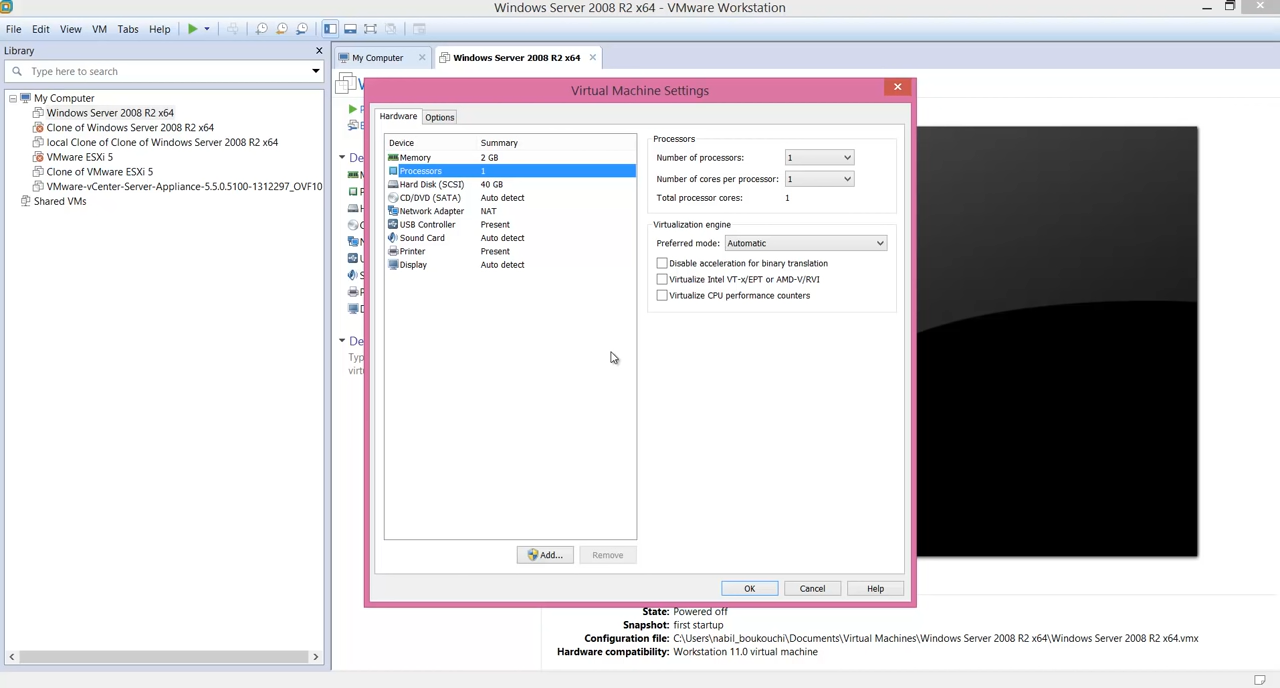 Windows Server 2008 R2 x64 - VMware Workstation
File Edit View VM Tabs Help
Library
Type here to search
My Computer
Windows Server 2008 R2 x64
Clone of Windows Server 2008 R2 x64
local Clone of Clone of Windows Server 2008 R2 x64
VMware ESXi 5
Clone of VMware ESXi 5
VMware-vCenter-Server-Appliance-5.5.0.5100-1312297_OVF10
Shared VMs
My Computer
Windows Server 2008 R2 x64
Virtual Machine Settings
Hardware Options
Device Summary
Memory 2 GB
Processors 1
Hard Disk (SCSI) 40 GB
CD/DVD (SATA) Auto detect
Network Adapter NAT
USB Controller Present
Sound Card Auto detect
Printer Present
Display Auto detect
Add... Remove
Processors
Number of processors: 1
Number of cores per processor: 1
Total processor cores: 1
Virtualization engine
Preferred mode: Automatic
Disable acceleration for binary translation
Virtualize Intel VT-x/EPT or AMD-V/RVI
Virtualize CPU performance counters
OK Cancel Help
State: Powered off
Snapshot: first startup
Configuration file: C:\Users\nabil_boukouchi\Documents\Virtual Machines\Windows Server 2008 R2 x64\Windows Server 2008 R2 x64.vmx
Hardware compatibility: Workstation 11.0 virtual machine